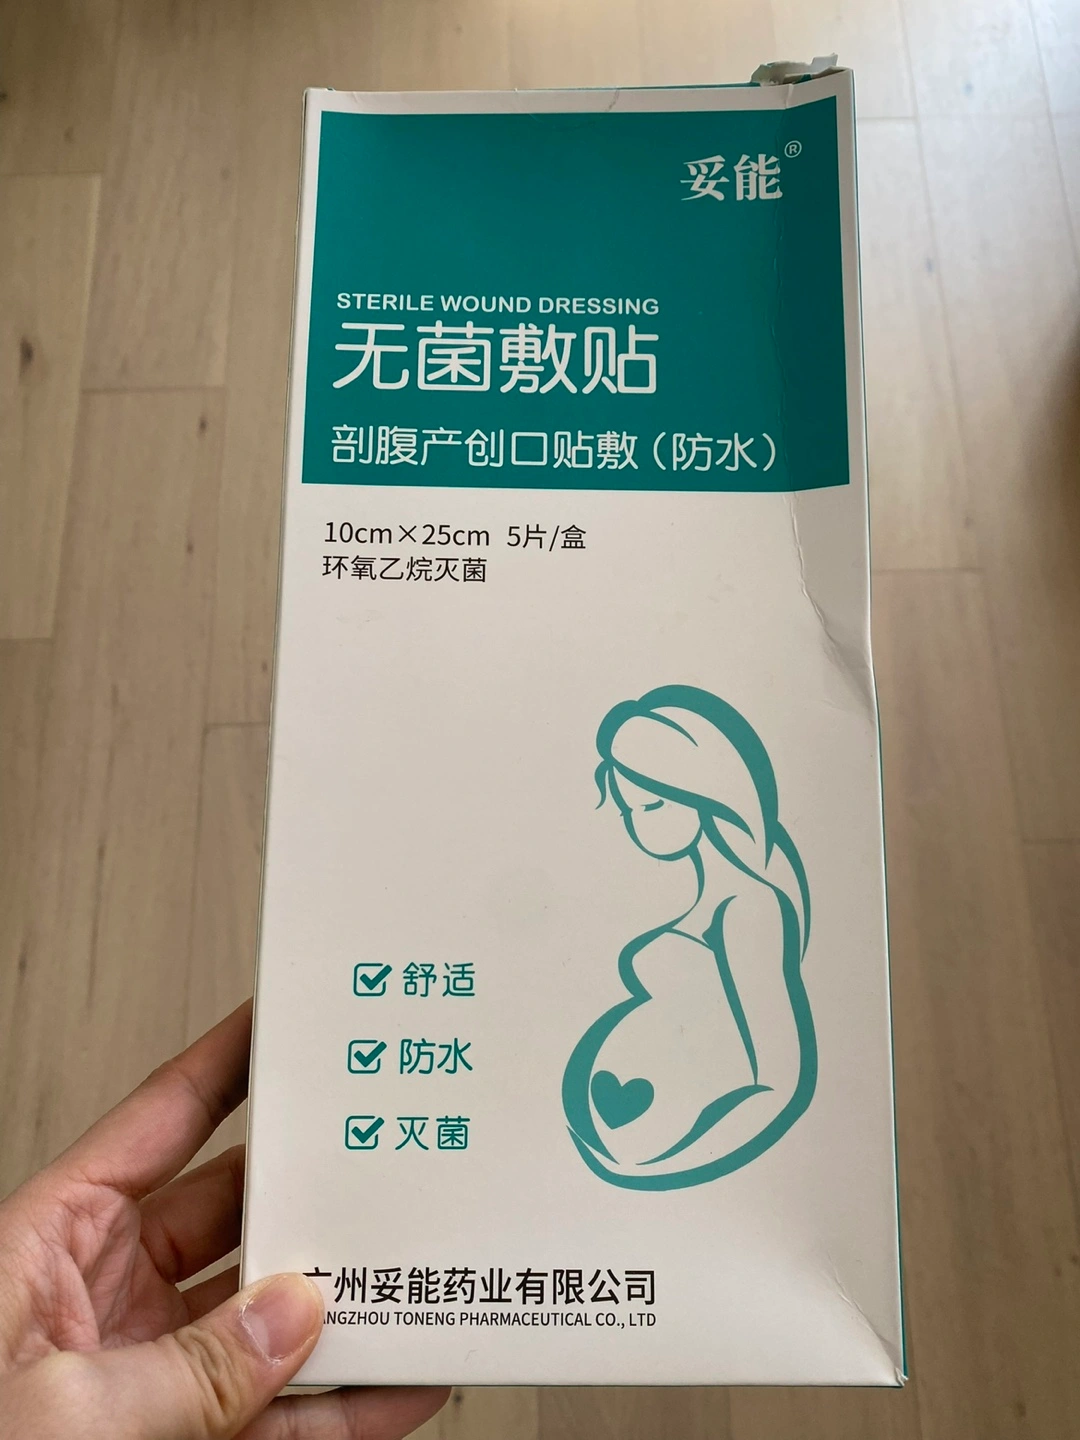 妥能®
STERILE WOUND DRESSING
无菌敷贴
剖腹产创口贴敷（防水）
10cm×25cm 5片/盒
环氧乙烷灭菌
舒适
防水
灭菌
广州妥能药业有限公司
ANGZHOU TONENG PHARMACEUTICAL CO., LTD